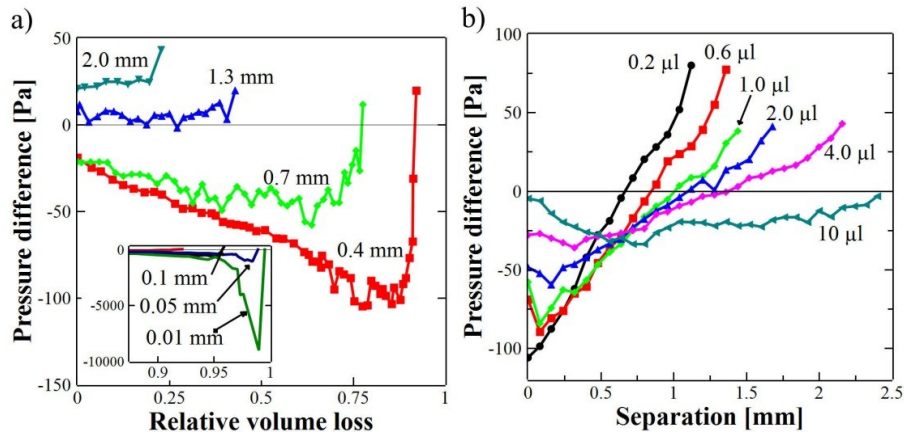 a)
Pressure difference [Pa]
50
0
-50
-100
-150
2.0 mm
1.3 mm
0.7 mm
0.4 mm
0
-5000
-10000
0.1 mm
0.05 mm
0.01 mm
0.9
0.95
1
0
0.25
0.5
0.75
1
Relative volume loss
b)
Pressure difference [Pa]
100
50
0
-50
-100
0.2 µl
0.6 µl
1.0 µl
2.0 µl
4.0 µl
10 µl
0
0.5
1
1.5
2
2.5
Separation [mm]